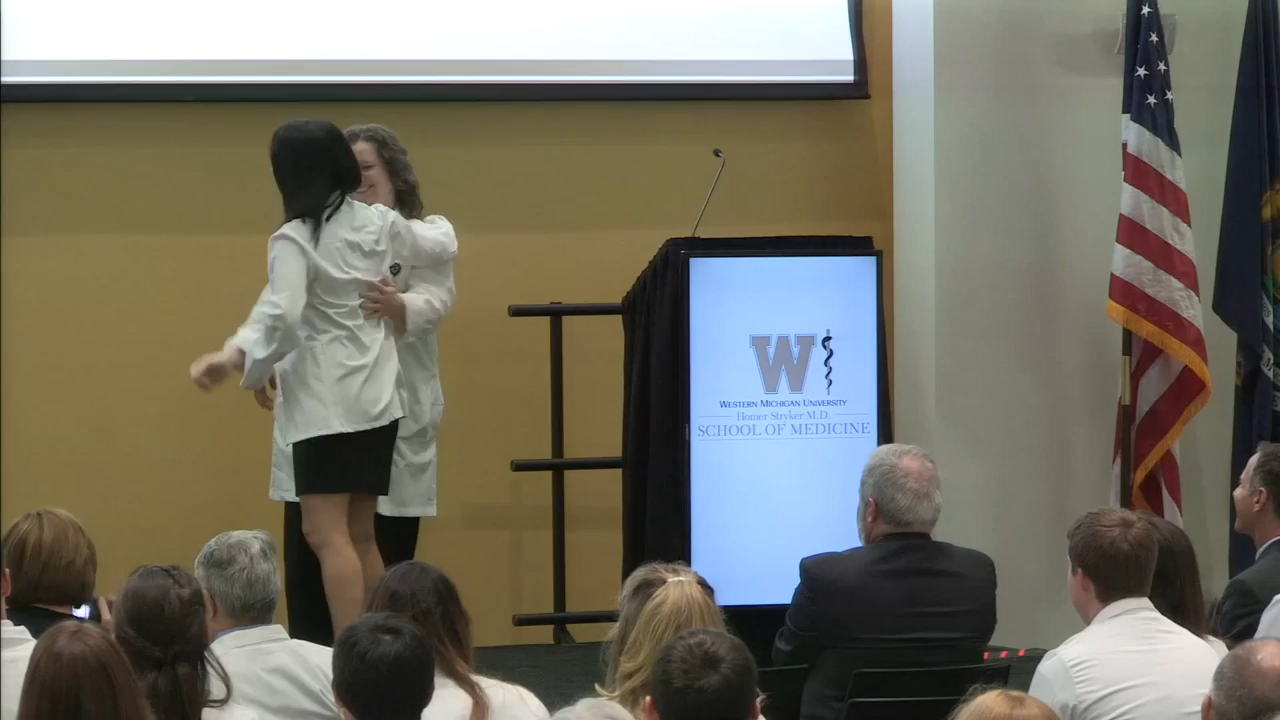 W
WESTERN MICHIGAN UNIVERSITY
Homer Stryker M.D.
SCHOOL OF MEDICINE